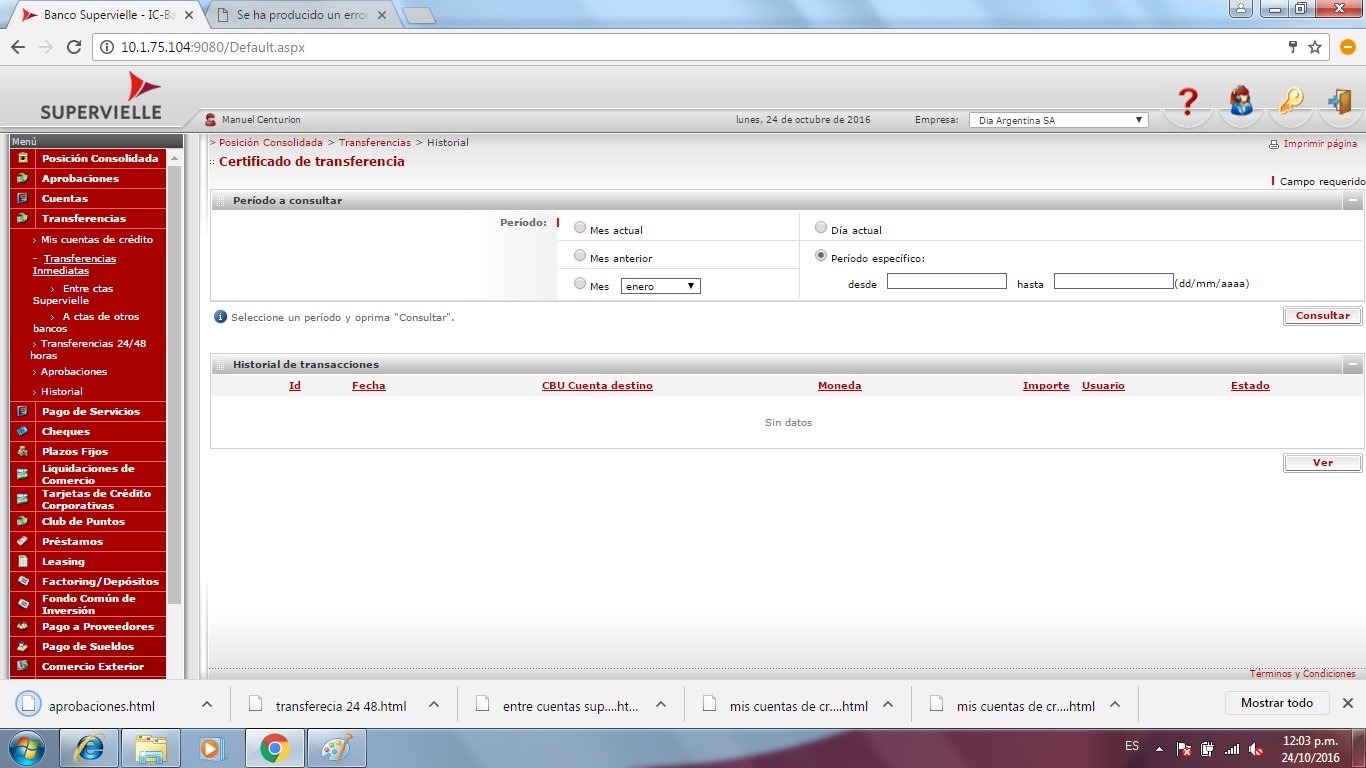 Banco Supervielle - IC-Ba
Se ha producido un erro
10.1.75.104:9080/Default.aspx
SUPERVIELLE
Manuel Centurion
lunes, 24 de octubre de 2016
Empresa:
Dia Argentina SA
Menú
Posición Consolidada
Aprobaciones
Cuentas
Transferencias
› Mis cuentas de crédito
- Transferencias
Inmediatas
› Entre ctas
Supervielle
› A ctas de otros
bancos
› Transferencias 24/48
horas
› Aprobaciones
› Historial
Pago de Servicios
Cheques
Plazos Fijos
Liquidaciones de
Comercio
Tarjetas de Crédito
Corporativas
Club de Puntos
Préstamos
Leasing
Factoring/Depósitos
Fondo Común de
Inversión
Pago a Proveedores
Pago de Sueldos
Comercio Exterior
> Posición Consolidada > Transferencias > Historial
Imprimir página
:: Certificado de transferencia
Campo requerido
Período a consultar
Período:
Mes actual
Día actual
Mes anterior
Período específico:
Mes
enero
desde
hasta
(dd/mm/aaaa)
Seleccione un período y oprima "Consultar".
Consultar
Historial de transacciones
Id Fecha CBU Cuenta destino Moneda Importe Usuario Estado
Sin datos
Ver
Términos y Condiciones
aprobaciones.html
transferecia 24 48.html
entre cuentas sup....ht...
mis cuentas de cr....html
mis cuentas de cr....html
Mostrar todo
ES
12:03 p.m.
24/10/2016